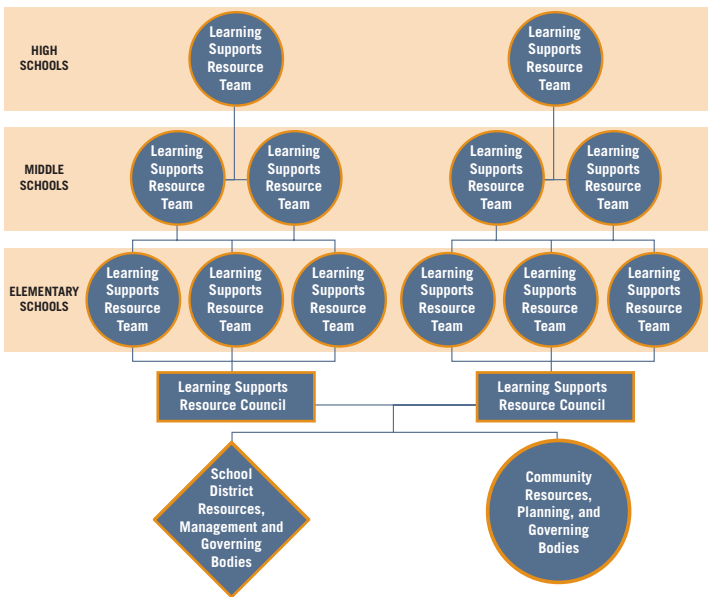 HIGH
SCHOOLS
Learning
Supports
Resource
Team
Learning
Supports
Resource
Team
MIDDLE
SCHOOLS
Learning
Supports
Resource
Team
Learning
Supports
Resource
Team
Learning
Supports
Resource
Team
Learning
Supports
Resource
Team
ELEMENTARY
SCHOOLS
Learning
Supports
Resource
Team
Learning
Supports
Resource
Team
Learning
Supports
Resource
Team
Learning
Supports
Resource
Team
Learning
Supports
Resource
Team
Learning
Supports
Resource
Team
Learning Supports
Resource Council
Learning Supports
Resource Council
School
District
Resources,
Management and
Governing
Bodies
Community
Resources,
Planning, and
Governing
Bodies